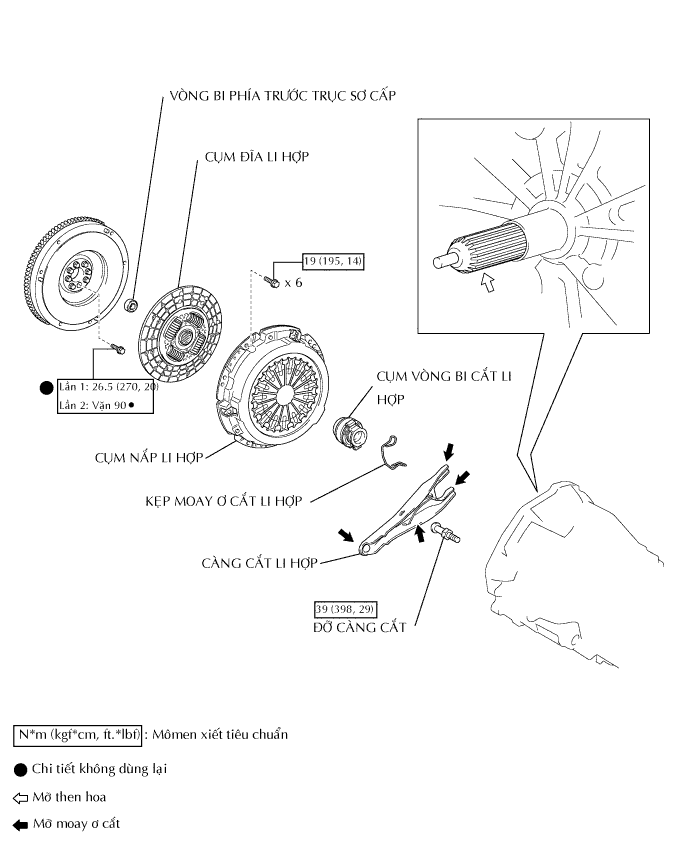 VÒNG BI PHÍA TRƯỚC TRỤC SƠ CẤP
CỤM ĐĨA LI HỢP
19 (195, 14)
x 6
Lần 1: 26.5 (270, 20)
Lần 2: Vặn 90
CỤM VÒNG BI CẮT LI
HỢP
CỤM NẮP LI HỢP
KẸP MOAY Ơ CẮT LI HỢP
CÀNG CẮT LI HỢP
39 (398, 29)
ĐỠ CÀNG CẮT
N*m (kgf*cm, ft.*lbf) : Mômen xiết tiêu chuẩn
Chi tiết không dùng lại
Mỡ then hoa
Mỡ moay ơ cắt